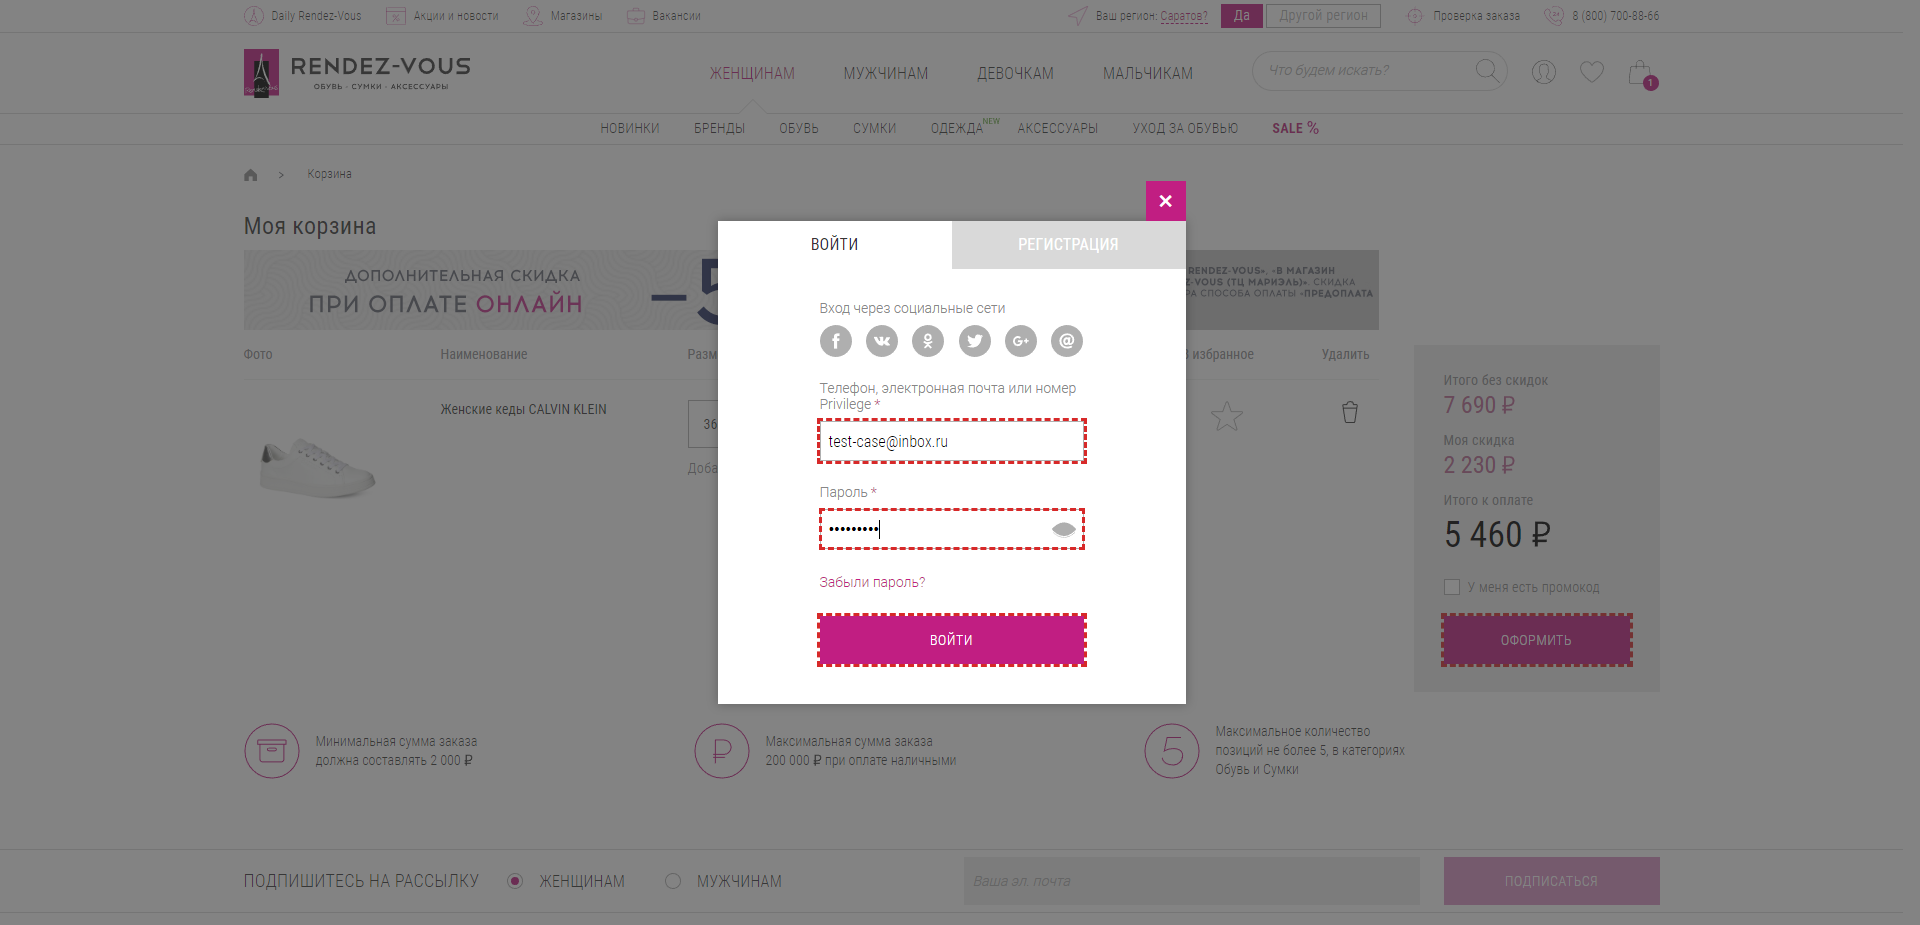 Daily Rendez-Vous
Акции и новости
Магазины
Вакансии
Ваш регион: Саратов?
Да
Другой регион
Проверка заказа
8 (800) 700-88-66
RENDEZ-VOUS
ОБУВЬ · СУМКИ · АКСЕССУАРЫ
ЖЕНЩИНАМ
МУЖЧИНАМ
ДЕВОЧКАМ
МАЛЬЧИКАМ
Что будем искать?
1
НОВИНКИ
БРЕНДЫ
ОБУВЬ
СУМКИ
ОДЕЖДА NEW
АКСЕССУАРЫ
УХОД ЗА ОБУВЬЮ
SALE %
> Корзина
Моя корзина
ДОПОЛНИТЕЛЬНАЯ СКИДКА
ПРИ ОПЛАТЕ ОНЛАЙН
–5
RENDEZ-VOUS», «В МАГАЗИН
Z-VOUS (ТЦ МАРИЭЛЬ)». СКИДКА
РА СПОСОБА ОПЛАТЫ «ПРЕДОПЛАТА
Фото
Наименование
Разм
В избранное
Удалить
Женские кеды CALVIN KLEIN
36
Доба
ВОЙТИ
РЕГИСТРАЦИЯ
Вход через социальные сети
Телефон, электронная почта или номер
Privilege *
test-case@inbox.ru
Пароль *
•••••••••
Забыли пароль?
ВОЙТИ
Итого без скидок
7 690 ₽
Моя скидка
2 230 ₽
Итого к оплате
5 460 ₽
У меня есть промокод
ОФОРМИТЬ
Минимальная сумма заказа
должна составлять 2 000 ₽
₽
Максимальная сумма заказа
200 000 ₽ при оплате наличными
5
Максимальное количество
позиций не более 5, в категориях
Обувь и Сумки
ПОДПИШИТЕСЬ НА РАССЫЛКУ
ЖЕНЩИНАМ
МУЖЧИНАМ
Ваша эл. почта
ПОДПИСАТЬСЯ